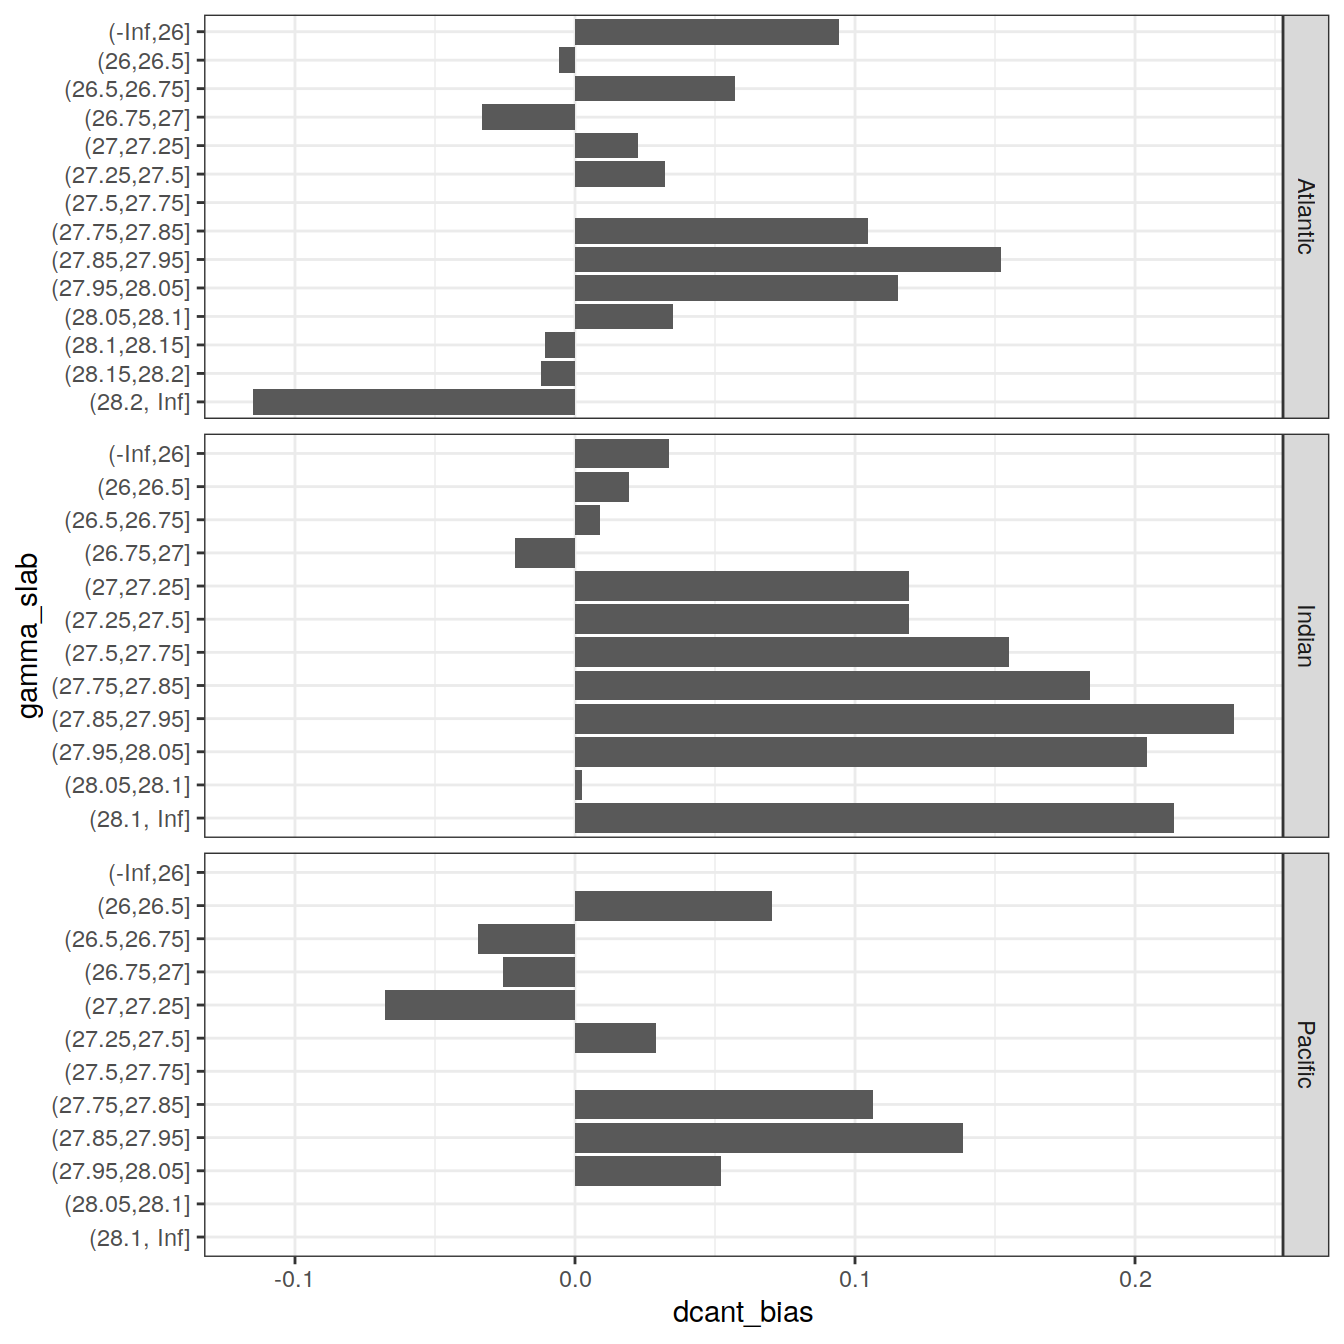 (-Inf,26]
(26,26.5]
(26.5,26.75]
(26.75,27]
(27,27.25]
(27.25,27.5]
(27.5,27.75]
(27.75,27.85]
(27.85,27.95]
(27.95,28.05]
(28.05,28.1]
(28.1,28.15]
(28.15,28.2]
(28.2, Inf]
Atlantic
(-Inf,26]
(26,26.5]
(26.5,26.75]
(26.75,27]
(27,27.25]
(27.25,27.5]
(27.5,27.75]
(27.75,27.85]
(27.85,27.95]
(27.95,28.05]
(28.05,28.1]
(28.1, Inf]
Indian
gamma_slab
(-Inf,26]
(26,26.5]
(26.5,26.75]
(26.75,27]
(27,27.25]
(27.25,27.5]
(27.5,27.75]
(27.75,27.85]
(27.85,27.95]
(27.95,28.05]
(28.05,28.1]
(28.1, Inf]
Pacific
-0.1 0.0 0.1 0.2
dcant_bias